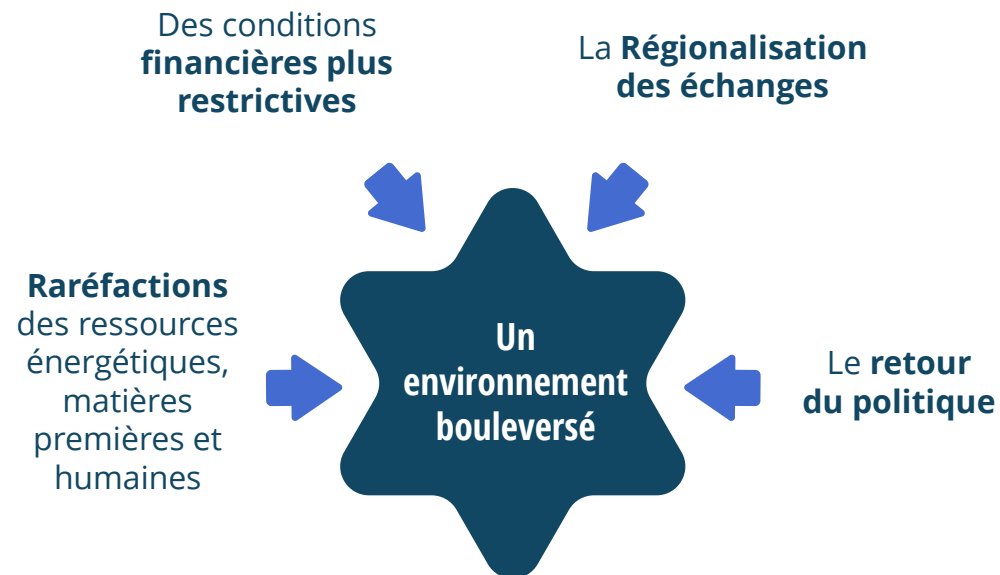 Des conditions
financières plus
restrictives
La Régionalisation
des échanges
Raréfactions
des ressources
énergétiques,
matières
premières et
humaines
Un
environnement
bouleversé
Le retour
du politique